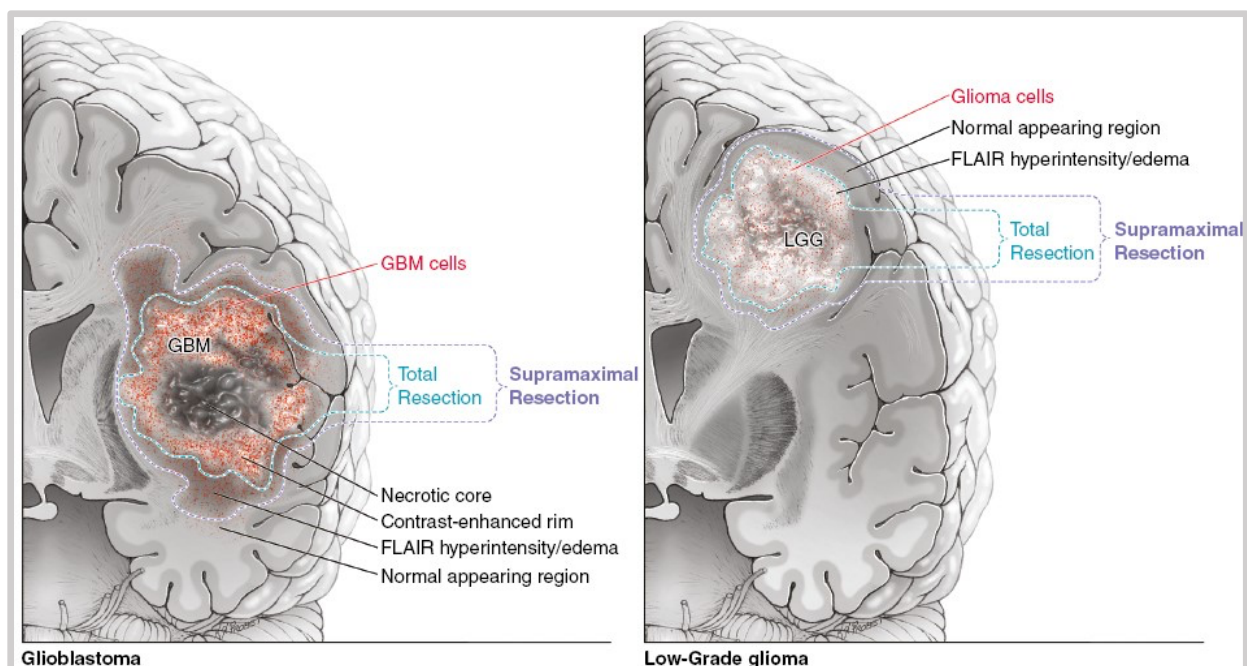 GBM cells
GBM
Total
Resection
Supramaximal
Resection
Necrotic core
Contrast-enhanced rim
FLAIR hyperintensity/edema
Normal appearing region
Glioblastoma
Glioma cells
Normal appearing region
FLAIR hyperintensity/edema
LGG
Total
Resection
Supramaximal
Resection
Low-Grade glioma